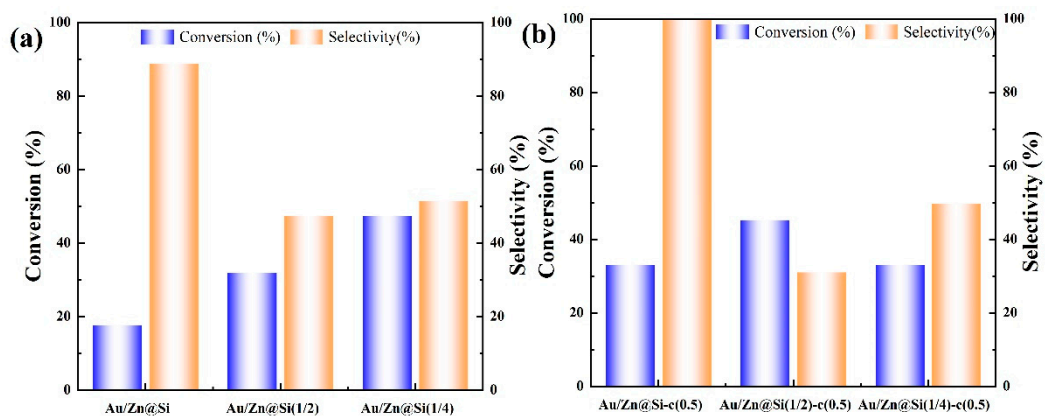 (a)
Conversion (%) Selectivity(%)
100
80
60
40
20
0
Conversion (%)
100
80
60
40
20
0
Selectivity (%)
Au/Zn@Si Au/Zn@Si(1/2) Au/Zn@Si(1/4)
(b)
Conversion (%) Selectivity(%)
100
80
60
40
20
0
Conversion (%)
100
80
60
40
20
0
Selectivity (%)
Au/Zn@Si-c(0.5) Au/Zn@Si(1/2)-c(0.5) Au/Zn@Si(1/4)-c(0.5)